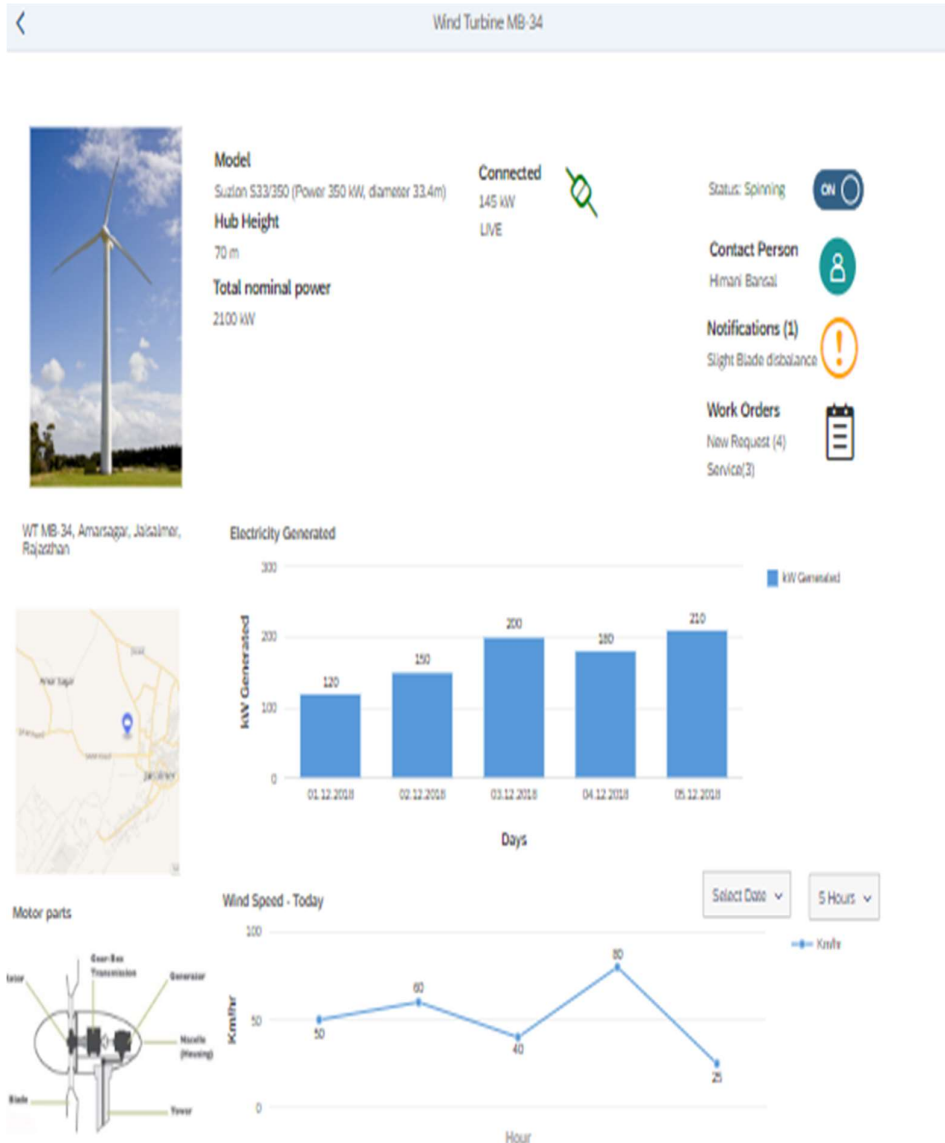 Wind Turbine MB-34
Model
Suzlon S33/350 (Power 350 kW, diameter 33.4m)
Hub Height
70 m
Total nominal power
2100 kW
Connected
145 kW
LIVE
Status: Spinning
ON
Contact Person
Himani Bansal
Notifications (1)
Slight Blade disbalance
Work Orders
New Request (4)
Service(3)
WT MB-34, Amarsagar, Jaisalmer,
Rajasthan
Amar Sagar
Jaisalmer
Electricity Generated
kW Generated
300
200
100
0
120
150
200
180
210
01.12.2018
02.12.2018
03.12.2018
04.12.2018
05.12.2018
Days
kW Generated
Motor parts
Gear-Box
Transmission
Generator
Nacelle
(Housing)
Blade
Tower
Wind Speed - Today
Select Date
5 Hours
Km/hr
100
50
0
50
60
40
80
25
Hour
Km/hr